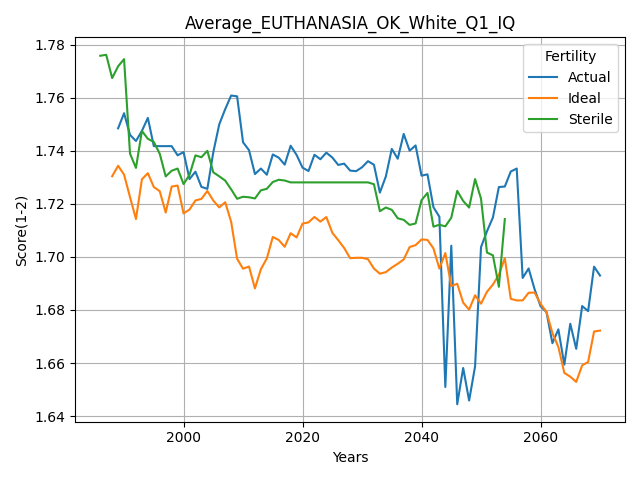 Average_EUTHANASIA_OK_White_Q1_IQ
Score(1-2)
1.78
1.76
1.74
1.72
1.70
1.68
1.66
1.64
Fertility
Actual
Ideal
Sterile
2000
2020
2040
2060
Years